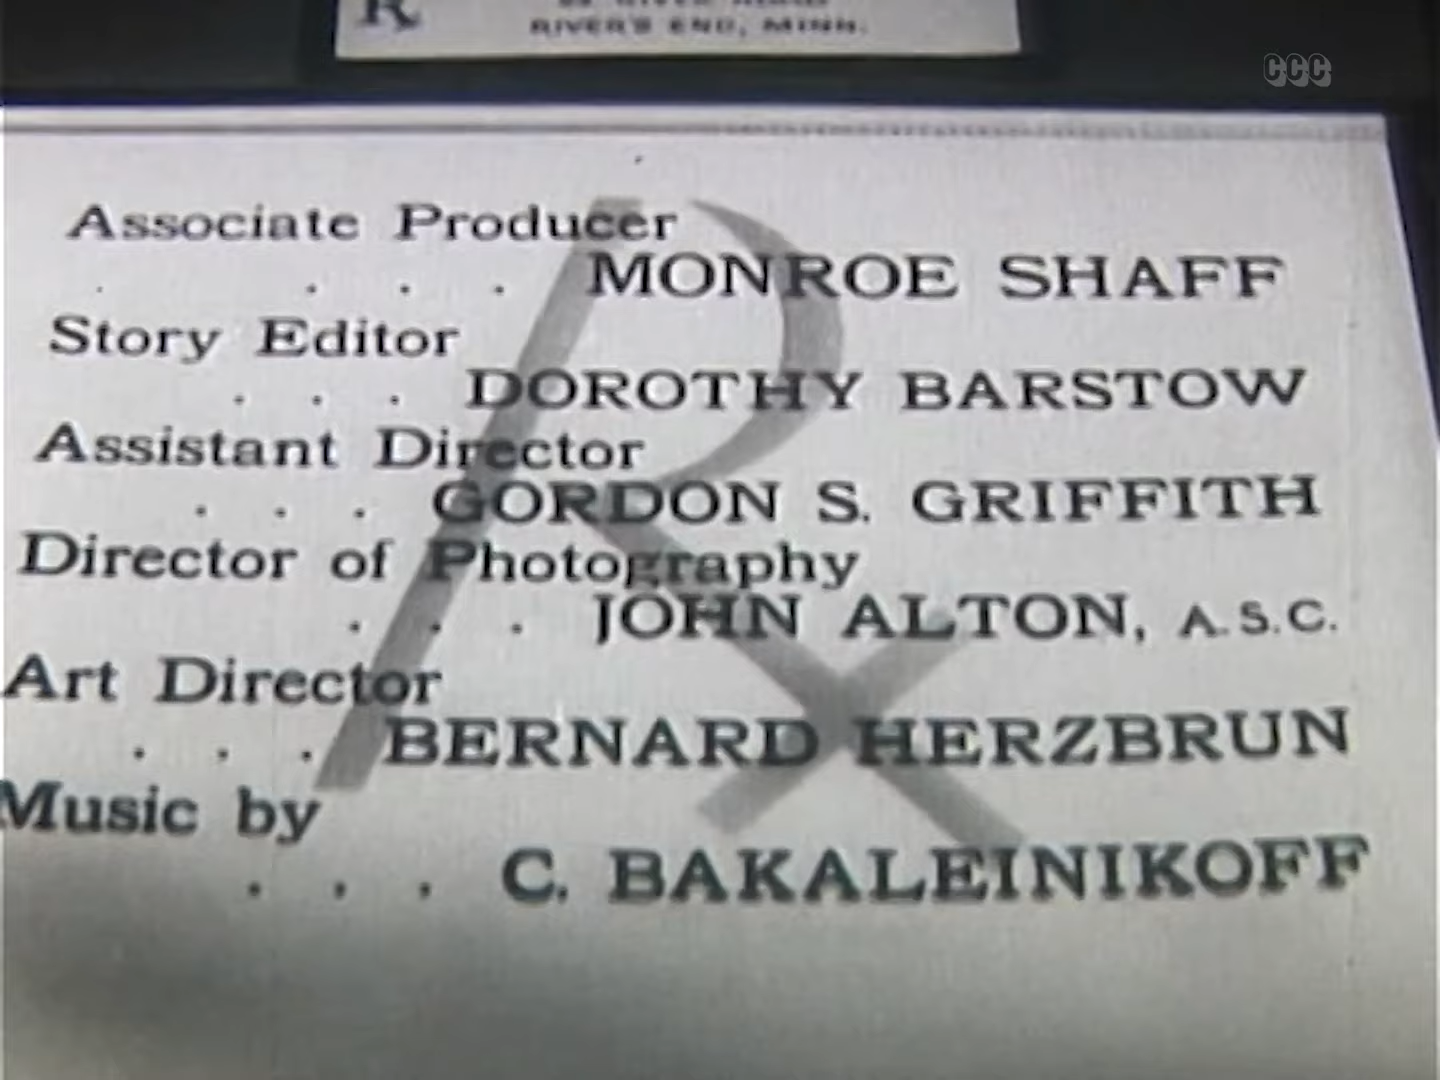 RIVER'S END, MINN.
CCC
Associate Producer
. . . . MONROE SHAFF
Story Editor
. . . DOROTHY BARSTOW
Assistant Director
. . . GORDON S. GRIFFITH
Director of Photography
. . . JOHN ALTON, A.S.C.
Art Director
. . . BERNARD HERZBRUN
Music by
. . . C. BAKALEINIKOFF